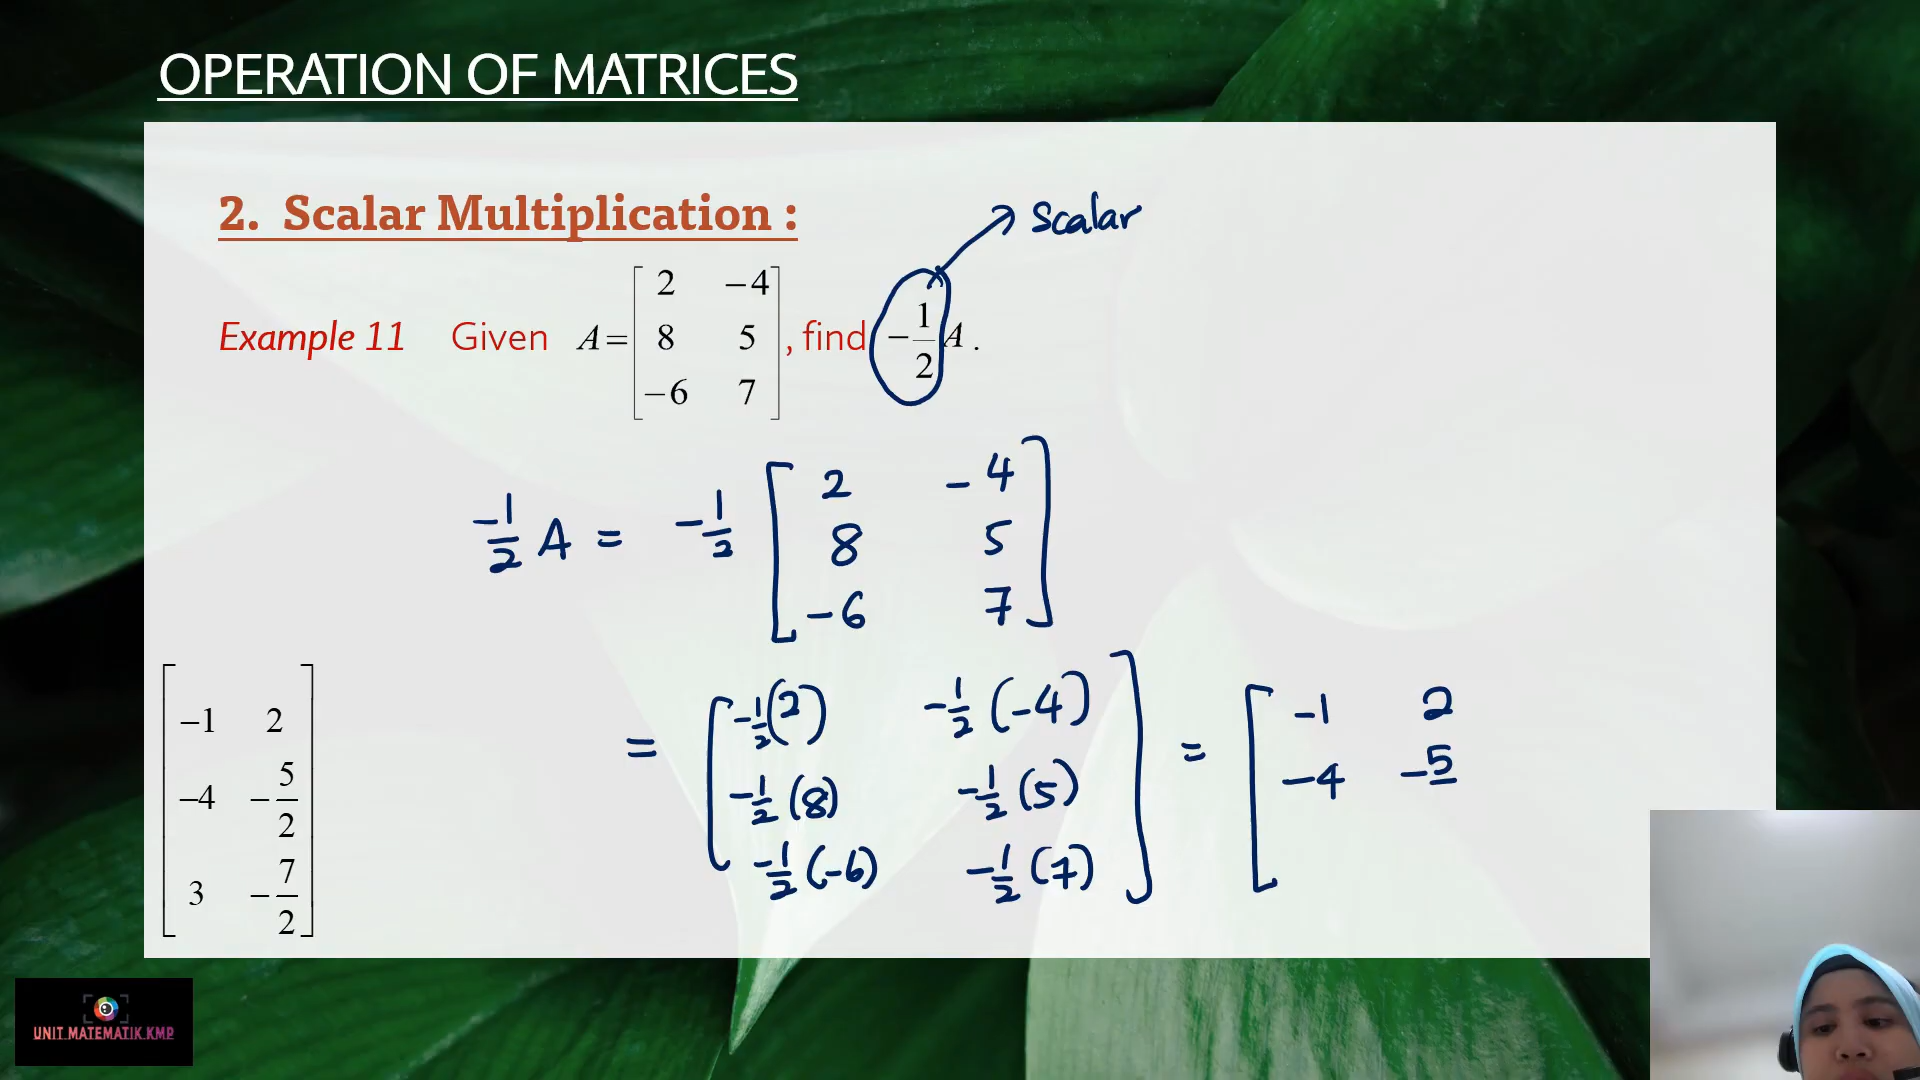 OPERATION OF MATRICES
2. Scalar Multiplication :
Scalar
Example 11 Given A = [ 2 −4 ; 8 5 ; −6 7 ] , find −1/2 A .
-1/2 A = -1/2 [ 2 -4 ; 8 5 ; -6 7 ]
= [ -1/2(2) -1/2(-4) ; -1/2(8) -1/2(5) ; -1/2(-6) -1/2(7) ] = [ -1 2 ; -4 -5
[ −1 2 ; −4 −5/2 ; 3 −7/2 ]
UNIT MATEMATIK.KMP